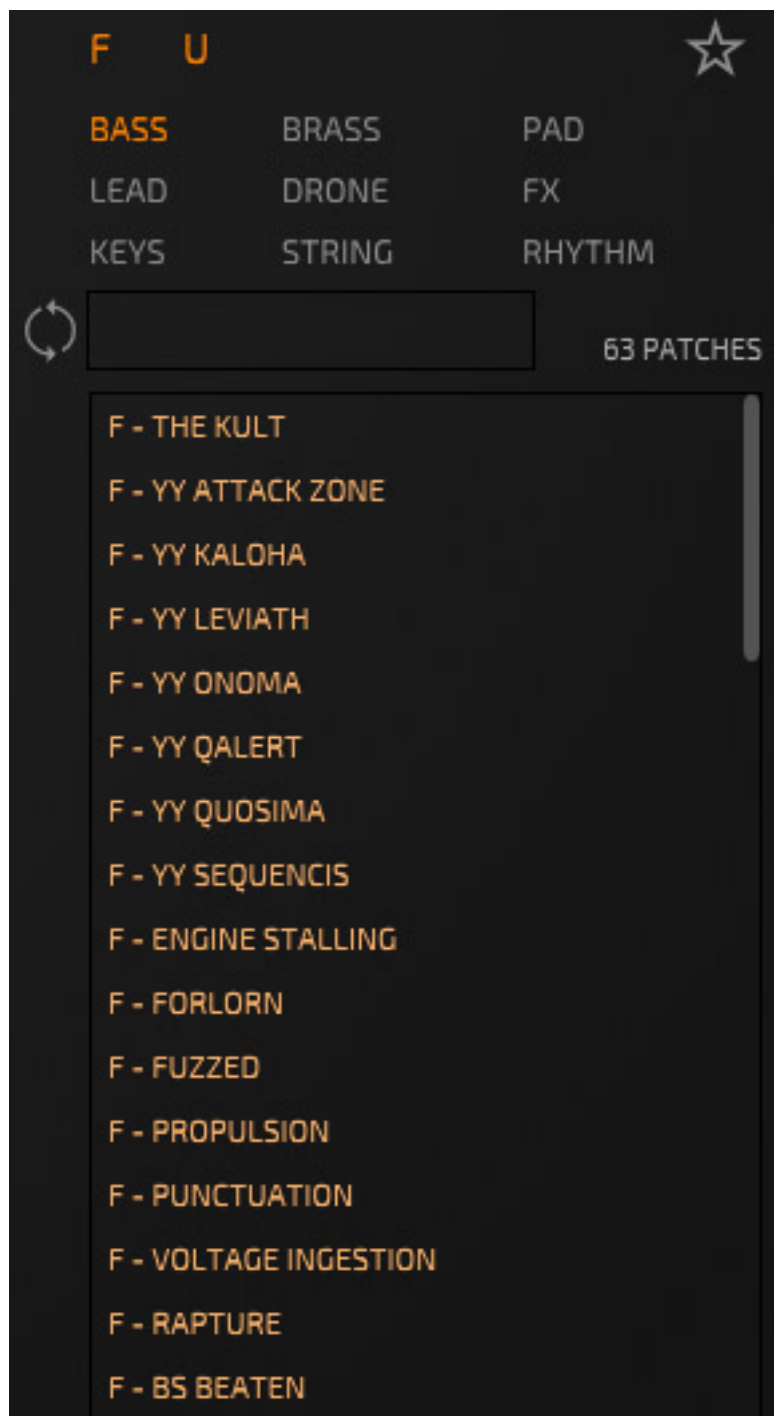 F U
BASS BRASS PAD
LEAD DRONE FX
KEYS STRING RHYTHM
63 PATCHES
F - THE KULT
F - YY ATTACK ZONE
F - YY KALOHA
F - YY LEVIATH
F - YY ONOMA
F - YY QALERT
F - YY QUOSIMA
F - YY SEQUENCIS
F - ENGINE STALLING
F - FORLORN
F - FUZZED
F - PROPULSION
F - PUNCTUATION
F - VOLTAGE INGESTION
F - RAPTURE
F - BS BEATEN